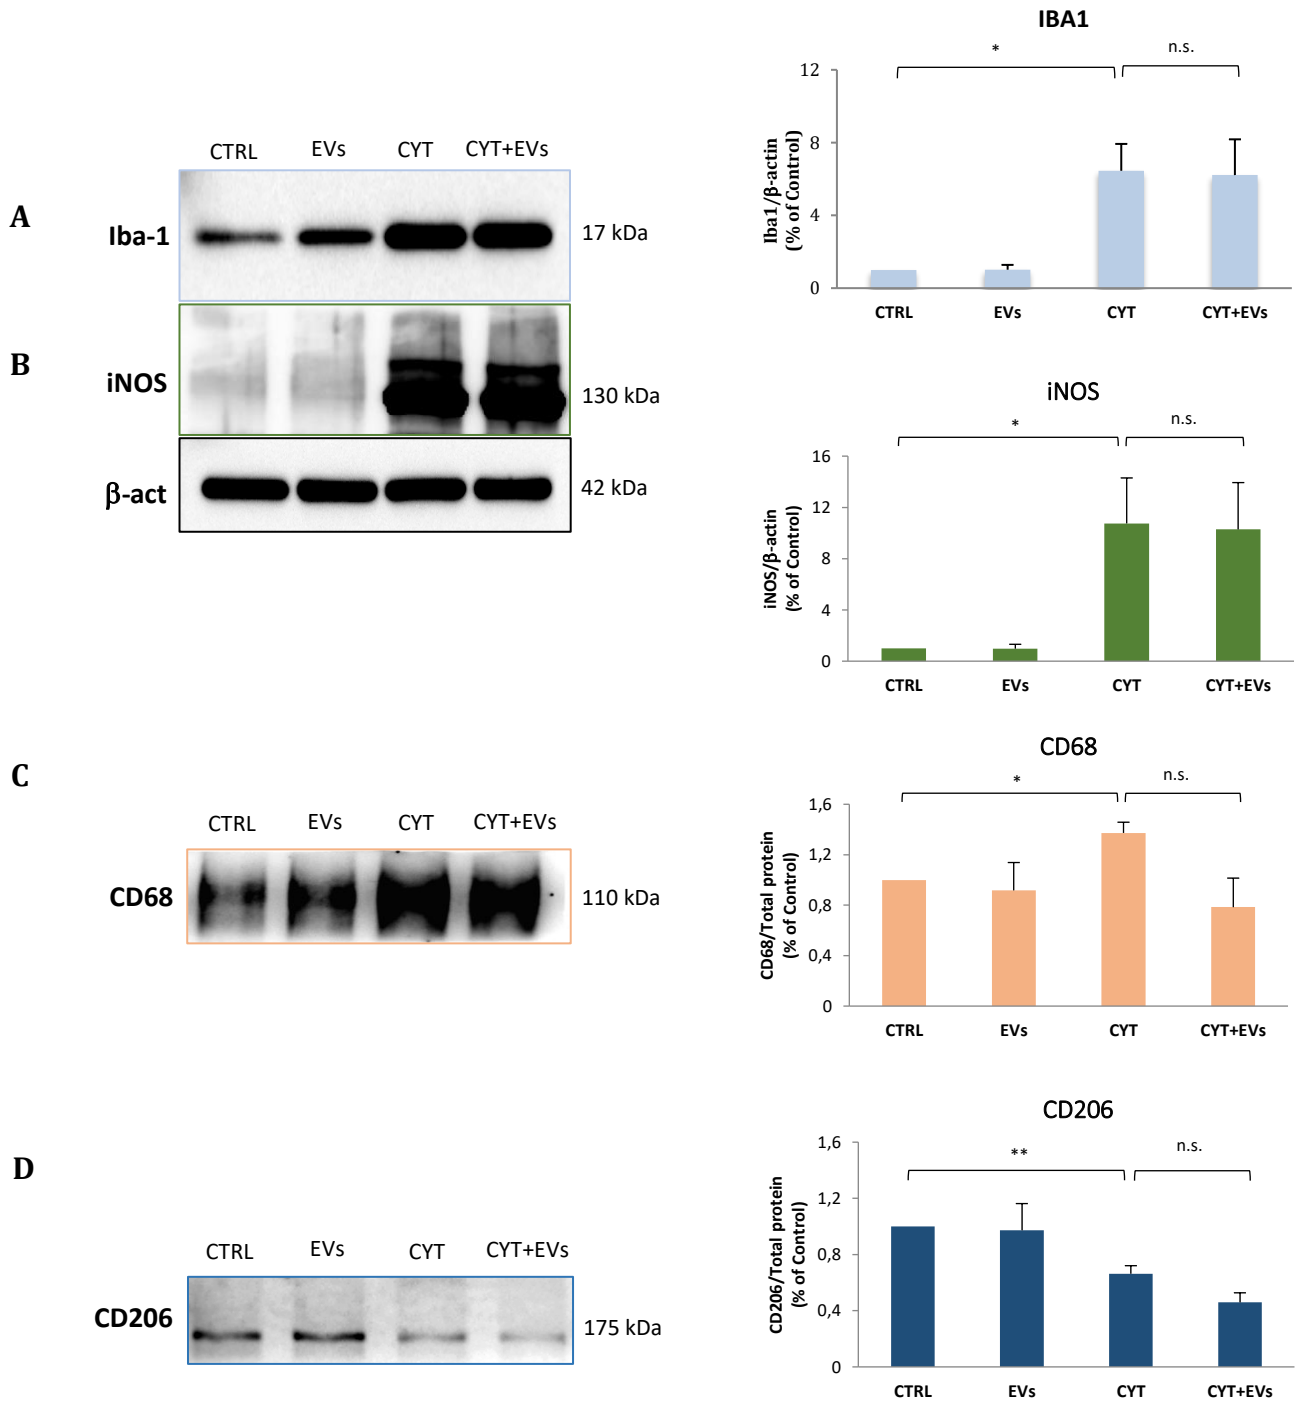 A
CTRL EVs CYT CYT+EVs
Iba-1 17 kDa
B
iNOS 130 kDa
β-act 42 kDa
IBA1
* n.s.
Iba1/β-actin
(% of Control)
12
8
4
0
CTRL EVs CYT CYT+EVs
iNOS
* n.s.
iNOS/β-actin
(% of Control)
16
12
8
4
0
CTRL EVs CYT CYT+EVs
C
CTRL EVs CYT CYT+EVs
CD68 110 kDa
CD68
* n.s.
CD68/Total protein
(% of Control)
1,6
1,2
0,8
0,4
0
CTRL EVs CYT CYT+EVs
D
CTRL EVs CYT CYT+EVs
CD206 175 kDa
CD206
** n.s.
CD206/Total protein
(% of Control)
1,6
1,2
0,8
0,4
0
CTRL EVs CYT CYT+EVs